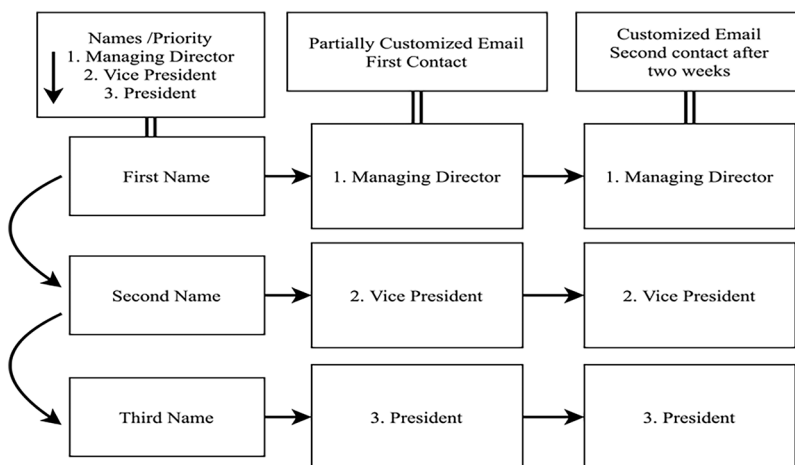 Names /Priority
1. Managing Director
2. Vice President
3. President
Partially Customized Email
First Contact
Customized Email
Second contact after
two weeks
First Name
1. Managing Director
1. Managing Director
Second Name
2. Vice President
2. Vice President
Third Name
3. President
3. President